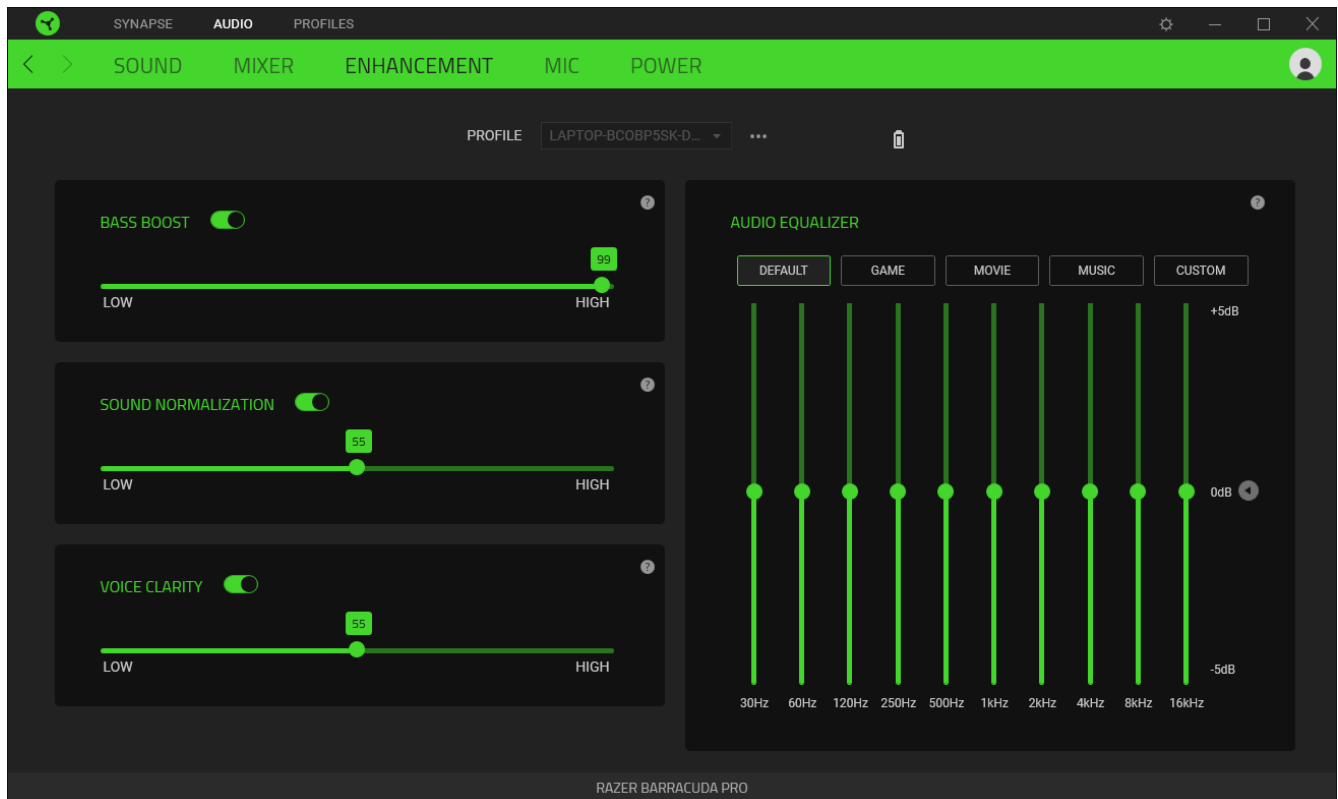 SYNAPSE AUDIO PROFILES
SOUND MIXER ENHANCEMENT MIC POWER
PROFILE LAPTOP-BCOBP5SK-D... ...
BASS BOOST
?
99
LOW HIGH
SOUND NORMALIZATION
?
55
LOW HIGH
VOICE CLARITY
?
55
LOW HIGH
AUDIO EQUALIZER
?
DEFAULT GAME MOVIE MUSIC CUSTOM
+5dB
0dB
-5dB
30Hz 60Hz 120Hz 250Hz 500Hz 1kHz 2kHz 4kHz 8kHz 16kHz
RAZER BARRACUDA PRO